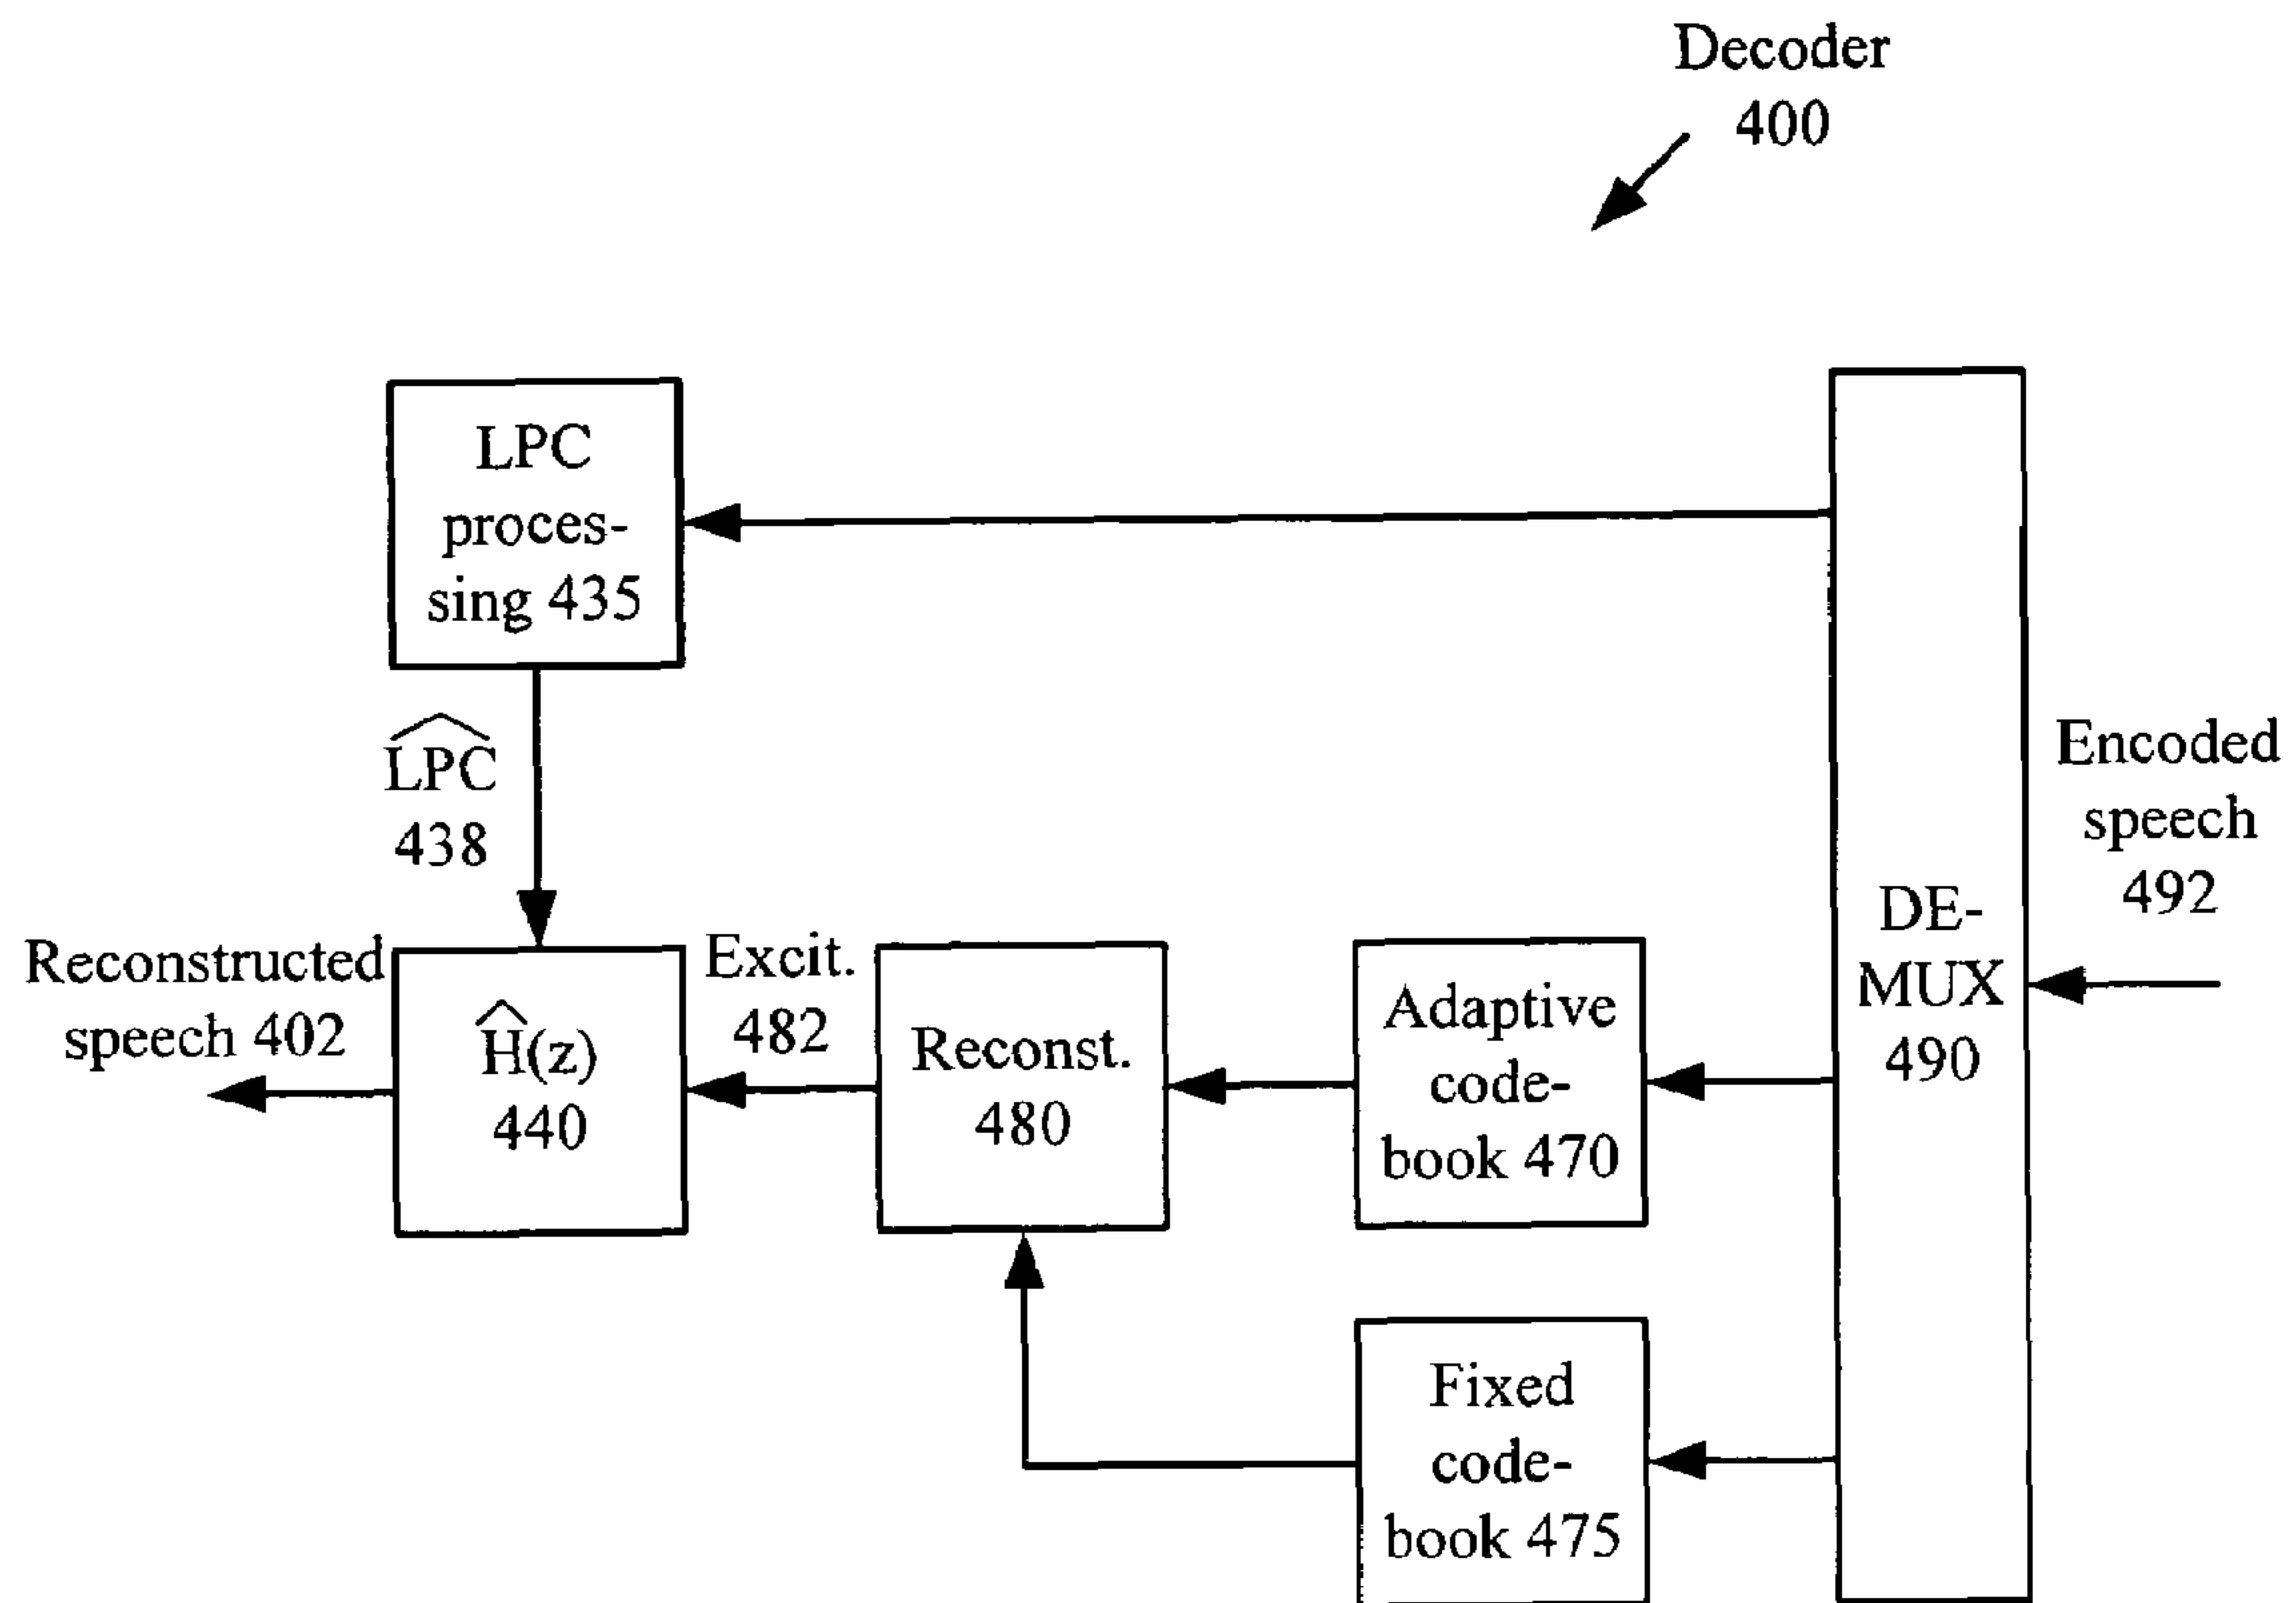 Decoder
400
LPC
proces-
sing 435
L͡PC
438
Encoded
speech
492
DE-
MUX
490
Reconstructed
speech 402
Ĥ(z)
440
Excit.
482
Reconst.
480
Adaptive
code-
book 470
Fixed
code-
book 475